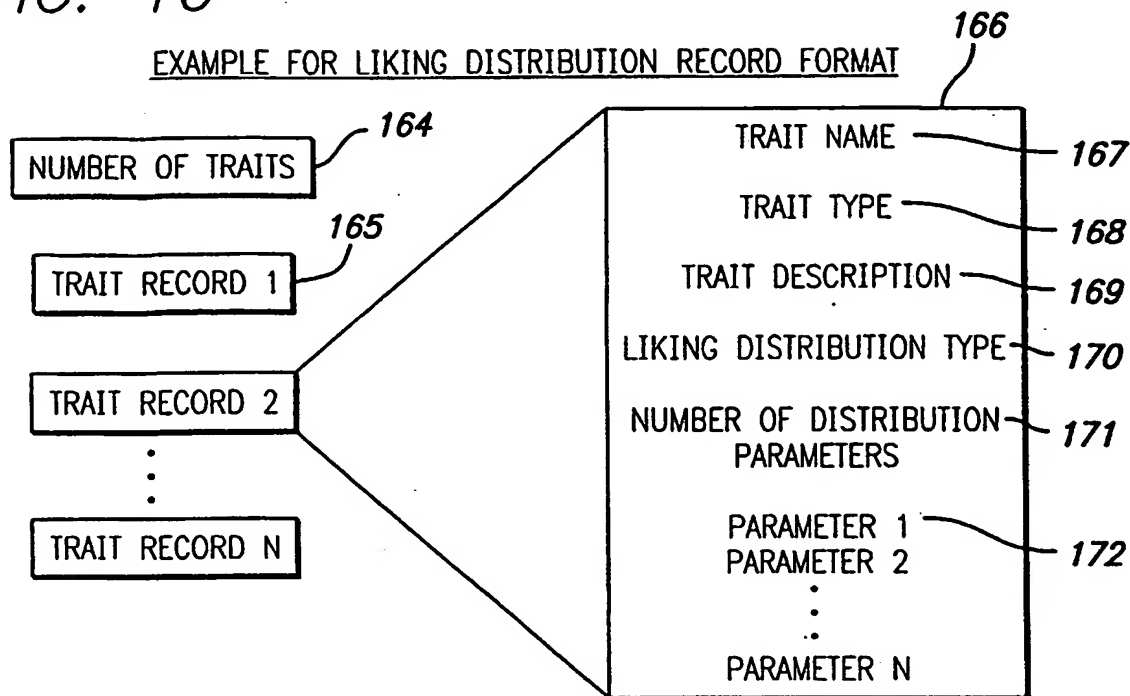 EXAMPLE FOR LIKING DISTRIBUTION RECORD FORMAT
166
164
NUMBER OF TRAITS
165
TRAIT RECORD 1
TRAIT RECORD 2
TRAIT RECORD N
TRAIT NAME
167
TRAIT TYPE
168
TRAIT DESCRIPTION
169
LIKING DISTRIBUTION TYPE
170
NUMBER OF DISTRIBUTION
PARAMETERS
171
PARAMETER 1
172
PARAMETER 2
PARAMETER N